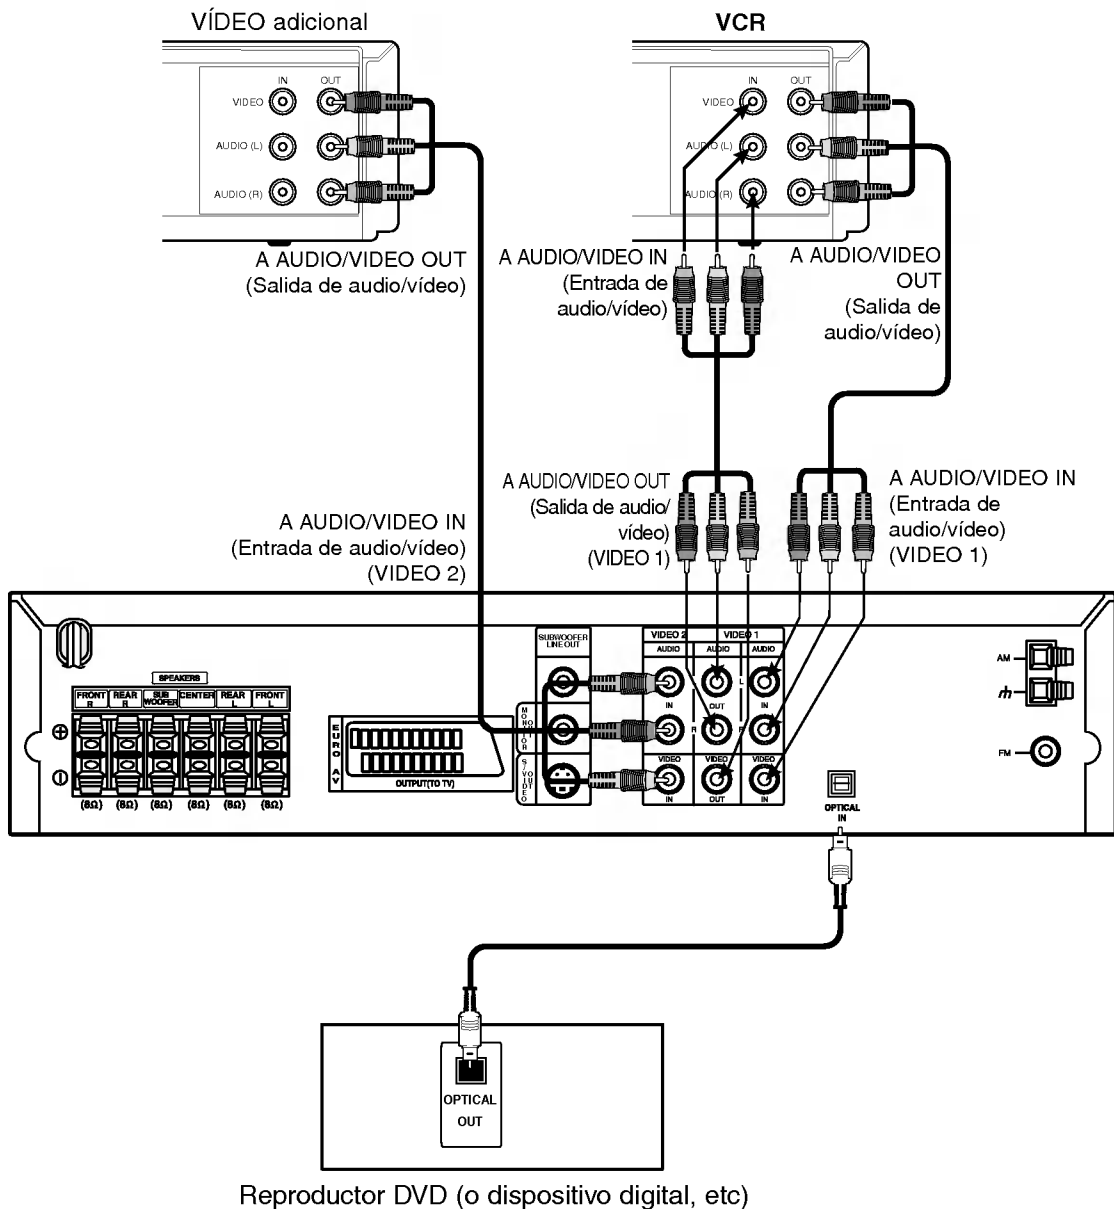 VÍDEO adicional
VCR
IN
OUT
VIDEO
AUDIO (L)
AUDIO (R)
IN
OUT
VIDEO
AUDIO (L)
AUDIO (R)
A AUDIO/VIDEO OUT
(Salida de audio/vídeo)
A AUDIO/VIDEO IN
(Entrada de
audio/vídeo)
A AUDIO/VIDEO
OUT
(Salida de
audio/vídeo)
A AUDIO/VIDEO IN
(Entrada de audio/vídeo)
(VIDEO 2)
A AUDIO/VIDEO OUT
(Salida de audio/
vídeo)
(VIDEO 1)
A AUDIO/VIDEO IN
(Entrada de
audio/vídeo)
(VIDEO 1)
SPEAKERS
FRONT R
REAR R
SUB WOOFER
CENTER
REAR L
FRONT L
(8Ω)
(8Ω)
(8Ω)
(8Ω)
(8Ω)
(8Ω)
EURO AV
OUTPUT(TO TV)
SUBWOOFER
LINE OUT
MONITOR OUT
S/VIDEO OUT
VIDEO 2
VIDEO 1
AUDIO
AUDIO
AUDIO
L
IN
OUT
IN
R
R
VIDEO
VIDEO
VIDEO
IN
OUT
IN
AM
FM
OPTICAL
IN
OPTICAL
OUT
Reproductor DVD (o dispositivo digital, etc)